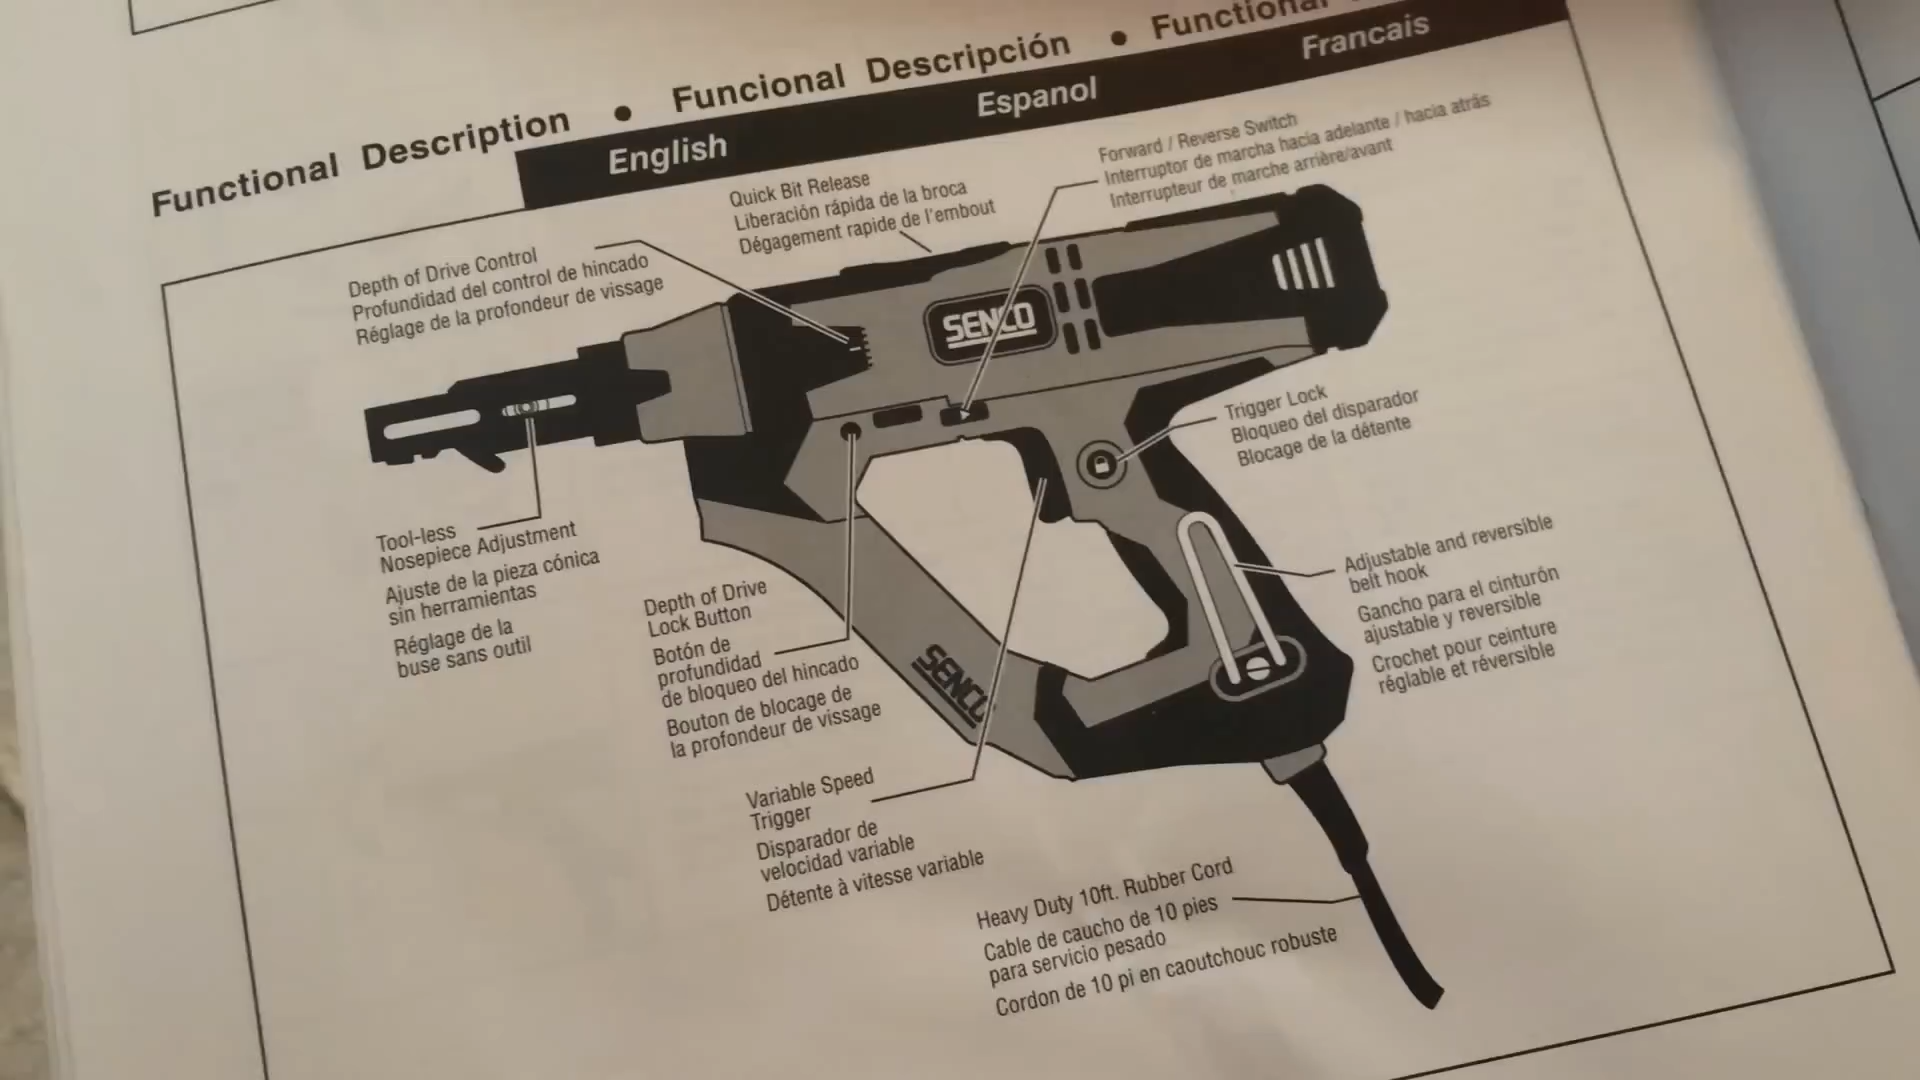 Functional Description • Funcional Descripción • Functional
English Espanol Francais
Quick Bit Release
Liberación rápida de la broca
Dégagement rapide de l'embout
Forward / Reverse Switch
Interruptor de marcha hacia adelante / hacia atrás
Interrupteur de marche arrière/avant
Depth of Drive Control
Profundidad del control de hincado
Réglage de la profondeur de vissage
SENCO
Trigger Lock
Bloqueo del disparador
Blocage de la détente
Tool-less
Nosepiece Adjustment
Ajuste de la pieza cónica
sin herramientas
Réglage de la
buse sans outil
Adjustable and reversible
belt hook
Gancho para el cinturón
ajustable y reversible
Crochet pour ceinture
réglable et réversible
Depth of Drive
Lock Button
Botón de
profundidad
de bloqueo del hincado
Bouton de blocage de
la profondeur de vissage
SENCO
Variable Speed
Trigger
Disparador de
velocidad variable
Détente à vitesse variable
Heavy Duty 10ft. Rubber Cord
Cable de caucho de 10 pies
para servicio pesado
Cordon de 10 pi en caoutchouc robuste